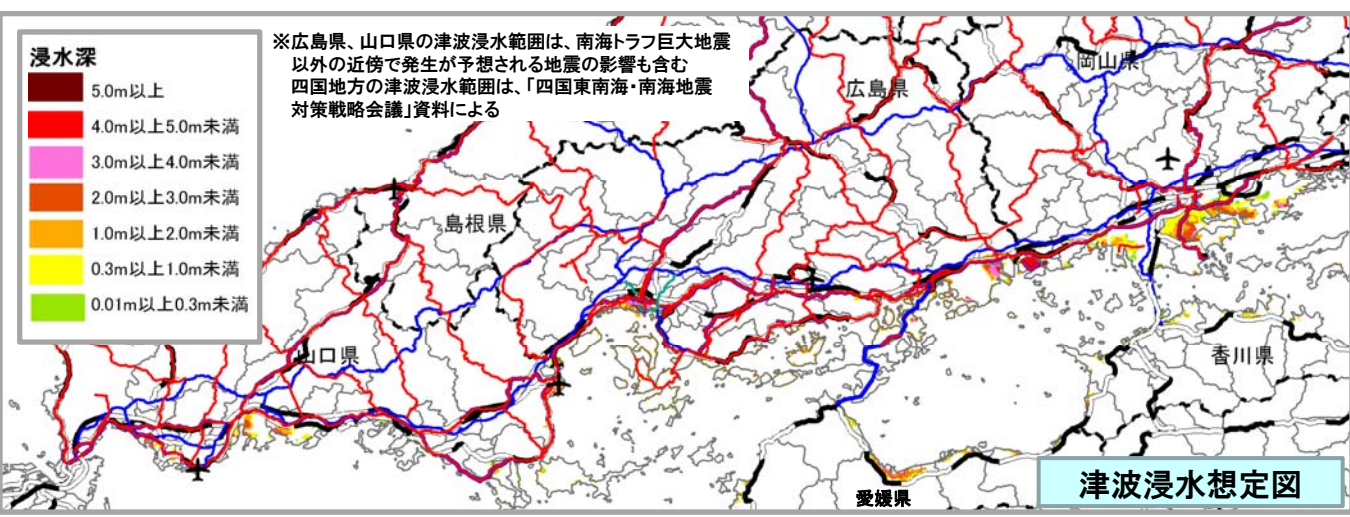 浸水深
5.0m以上
4.0m以上5.0m未満
3.0m以上4.0m未満
2.0m以上3.0m未満
1.0m以上2.0m未満
0.3m以上1.0m未満
0.01m以上0.3m未満
※広島県、山口県の津波浸水範囲は、南海トラフ巨大地震
以外の近傍で発生が予想される地震の影響も含む
四国地方の津波浸水範囲は、「四国東南海・南海地震
対策戦略会議」資料による
岡山県
広島県
島根県
山口県
香川県
愛媛県
津波浸水想定図